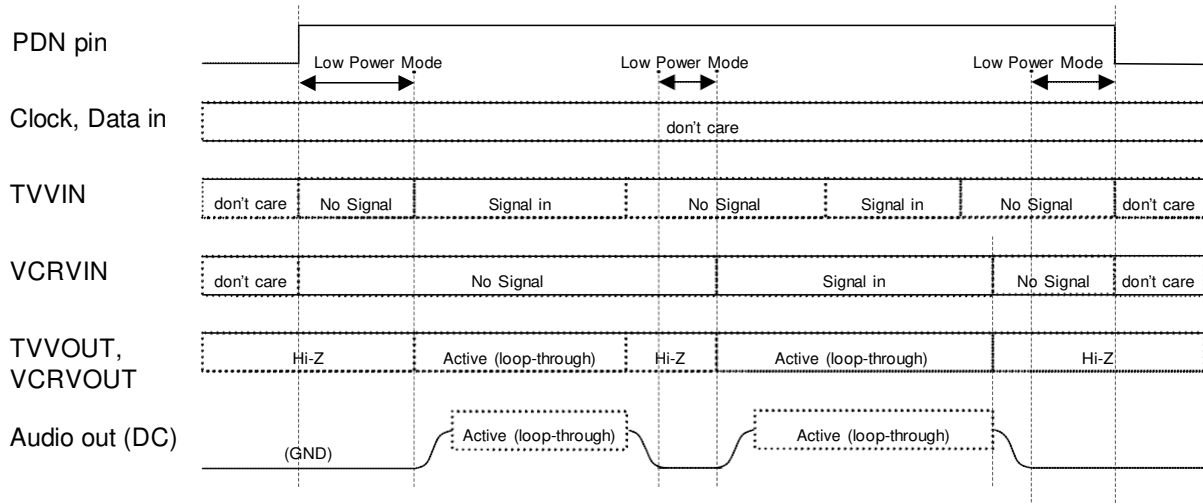 PDN pin
Low Power Mode Low Power Mode Low Power Mode
Clock, Data in
don't care
TVVIN
don't care No Signal Signal in No Signal Signal in No Signal don't care
VCRVIN
don't care No Signal Signal in No Signal don't care
TVVOUT,
VCRVOUT
Hi-Z Active (loop-through) Hi-Z Active (loop-through) Hi-Z
Audio out (DC)
(GND) Active (loop-through) Active (loop-through)